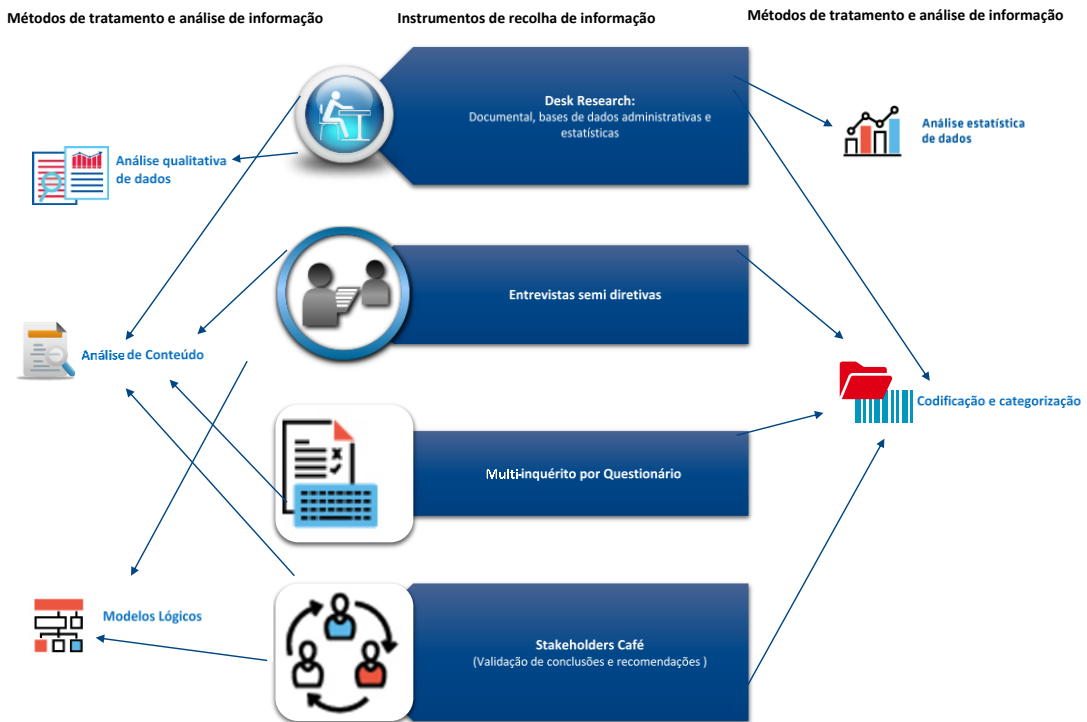 Métodos de tratamento e análise de informação
Instrumentos de recolha de informação
Métodos de tratamento e análise de informação
Desk Research:
Documental, bases de dados administrativas e
estatísticas
Análise estatística
de dados
Análise qualitativa
de dados
Entrevistas semi diretivas
Análise de Conteúdo
Codificação e categorização
Multi-inquérito por Questionário
Modelos Lógicos
Stakeholders Café
(Validação de conclusões e recomendações )